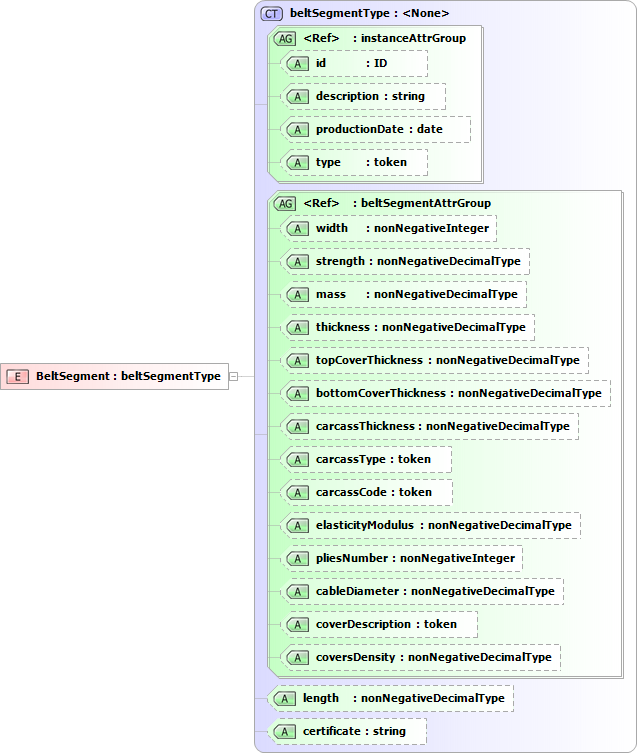 CT beltSegmentType : <None>
AG <Ref> : instanceAttrGroup
A id : ID
A description : string
A productionDate : date
A type : token
AG <Ref> : beltSegmentAttrGroup
A width : nonNegativeInteger
A strength : nonNegativeDecimalType
A mass : nonNegativeDecimalType
A thickness : nonNegativeDecimalType
A topCoverThickness : nonNegativeDecimalType
E BeltSegment : beltSegmentType
A bottomCoverThickness : nonNegativeDecimalType
A carcassThickness : nonNegativeDecimalType
A carcassType : token
A carcassCode : token
A elasticityModulus : nonNegativeDecimalType
A pliesNumber : nonNegativeInteger
A cableDiameter : nonNegativeDecimalType
A coverDescription : token
A coversDensity : nonNegativeDecimalType
A length : nonNegativeDecimalType
A certificate : string